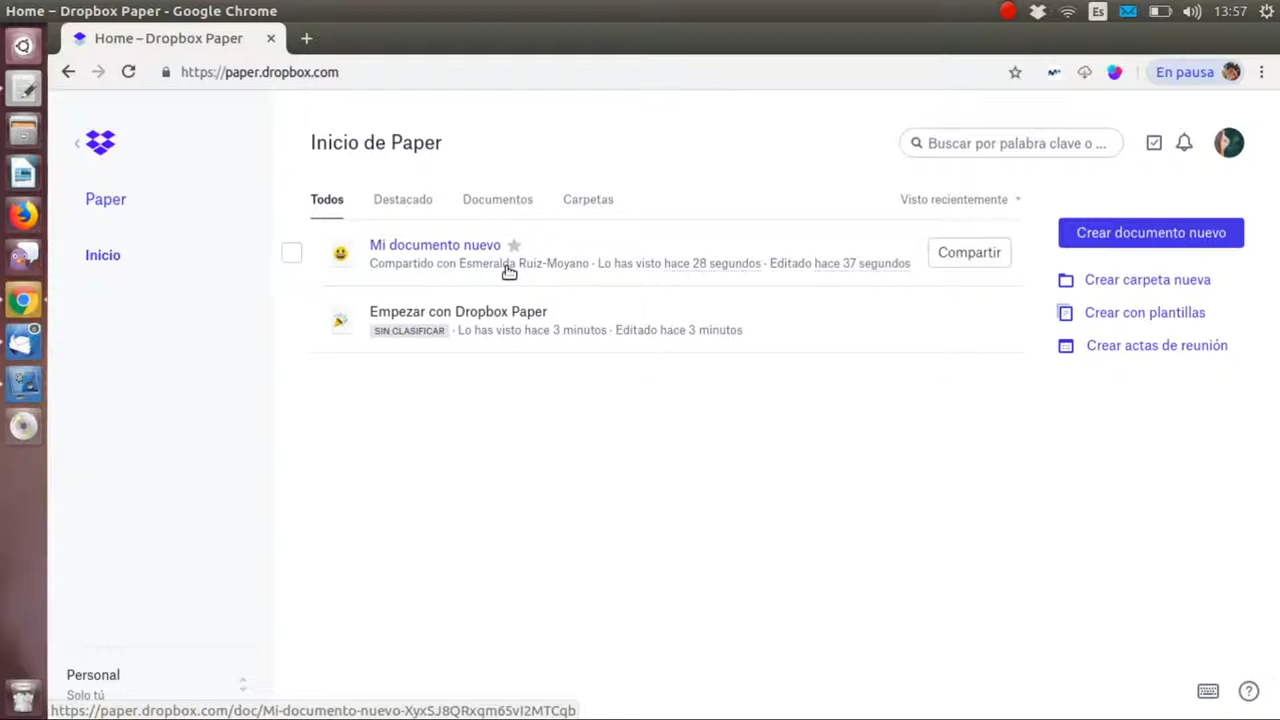 Home – Dropbox Paper - Google Chrome
Es
13:57
Home – Dropbox Paper
https://paper.dropbox.com
En pausa
Inicio de Paper
Buscar por palabra clave o ...
Paper
Todos
Destacado
Documentos
Carpetas
Visto recientemente
Crear documento nuevo
Inicio
Mi documento nuevo
Compartido con Esmeralda Ruiz-Moyano · Lo has visto hace 28 segundos · Editado hace 37 segundos
Compartir
Crear carpeta nueva
Empezar con Dropbox Paper
SIN CLASIFICAR · Lo has visto hace 3 minutos · Editado hace 3 minutos
Crear con plantillas
Crear actas de reunión
Personal
Solo tú
https://paper.dropbox.com/doc/Mi-documento-nuevo-XyxSJ8QRxqm65vI2MTCqb